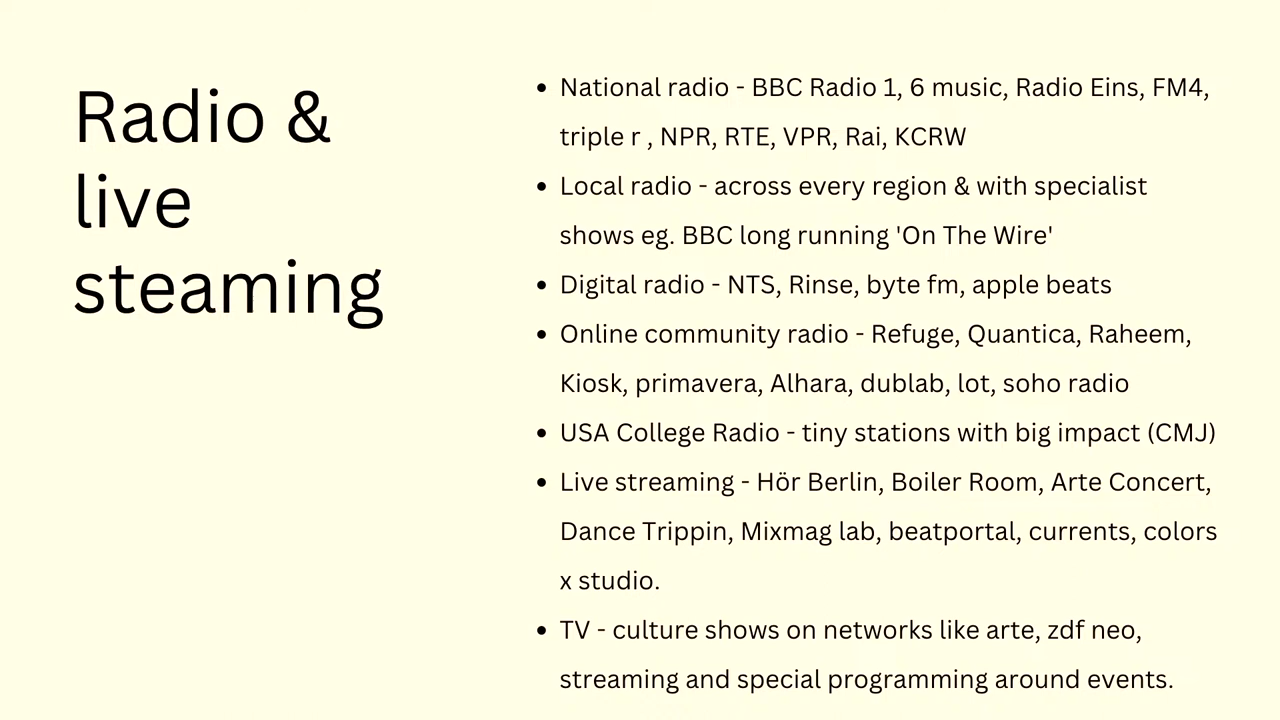 Radio &
live
steaming
• National radio - BBC Radio 1, 6 music, Radio Eins, FM4,
triple r , NPR, RTE, VPR, Rai, KCRW
• Local radio - across every region & with specialist
shows eg. BBC long running 'On The Wire'
• Digital radio - NTS, Rinse, byte fm, apple beats
• Online community radio - Refuge, Quantica, Raheem,
Kiosk, primavera, Alhara, dublab, lot, soho radio
• USA College Radio - tiny stations with big impact (CMJ)
• Live streaming - Hör Berlin, Boiler Room, Arte Concert,
Dance Trippin, Mixmag lab, beatportal, currents, colors
x studio.
• TV - culture shows on networks like arte, zdf neo,
streaming and special programming around events.